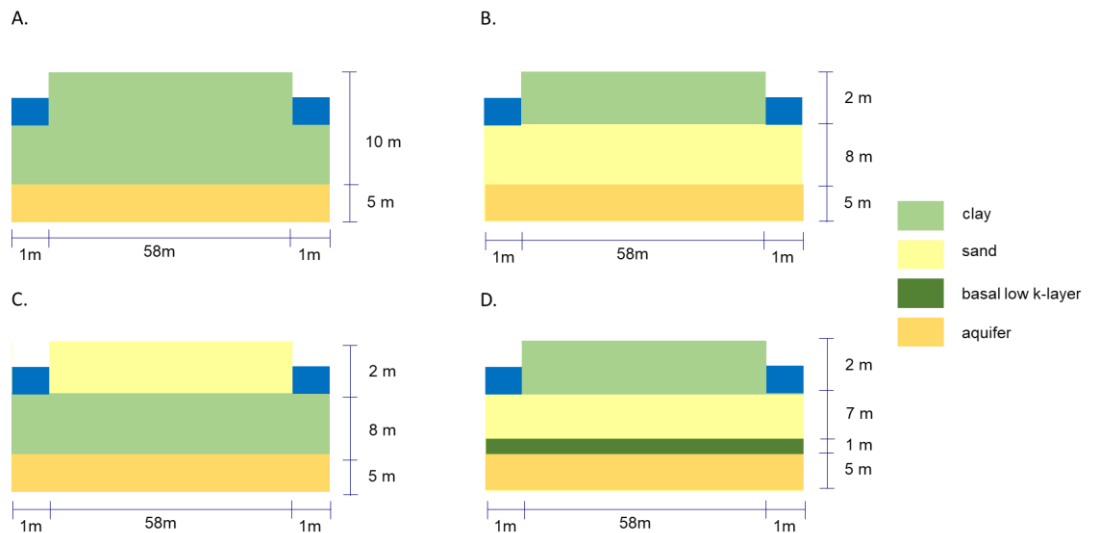 A.
10 m
5 m
1m
58m
1m
B.
2 m
8 m
5 m
1m
58m
1m
clay
sand
basal low k-layer
aquifer
C.
2 m
8 m
5 m
1m
58m
1m
D.
2 m
7 m
1 m
5 m
1m
58m
1m